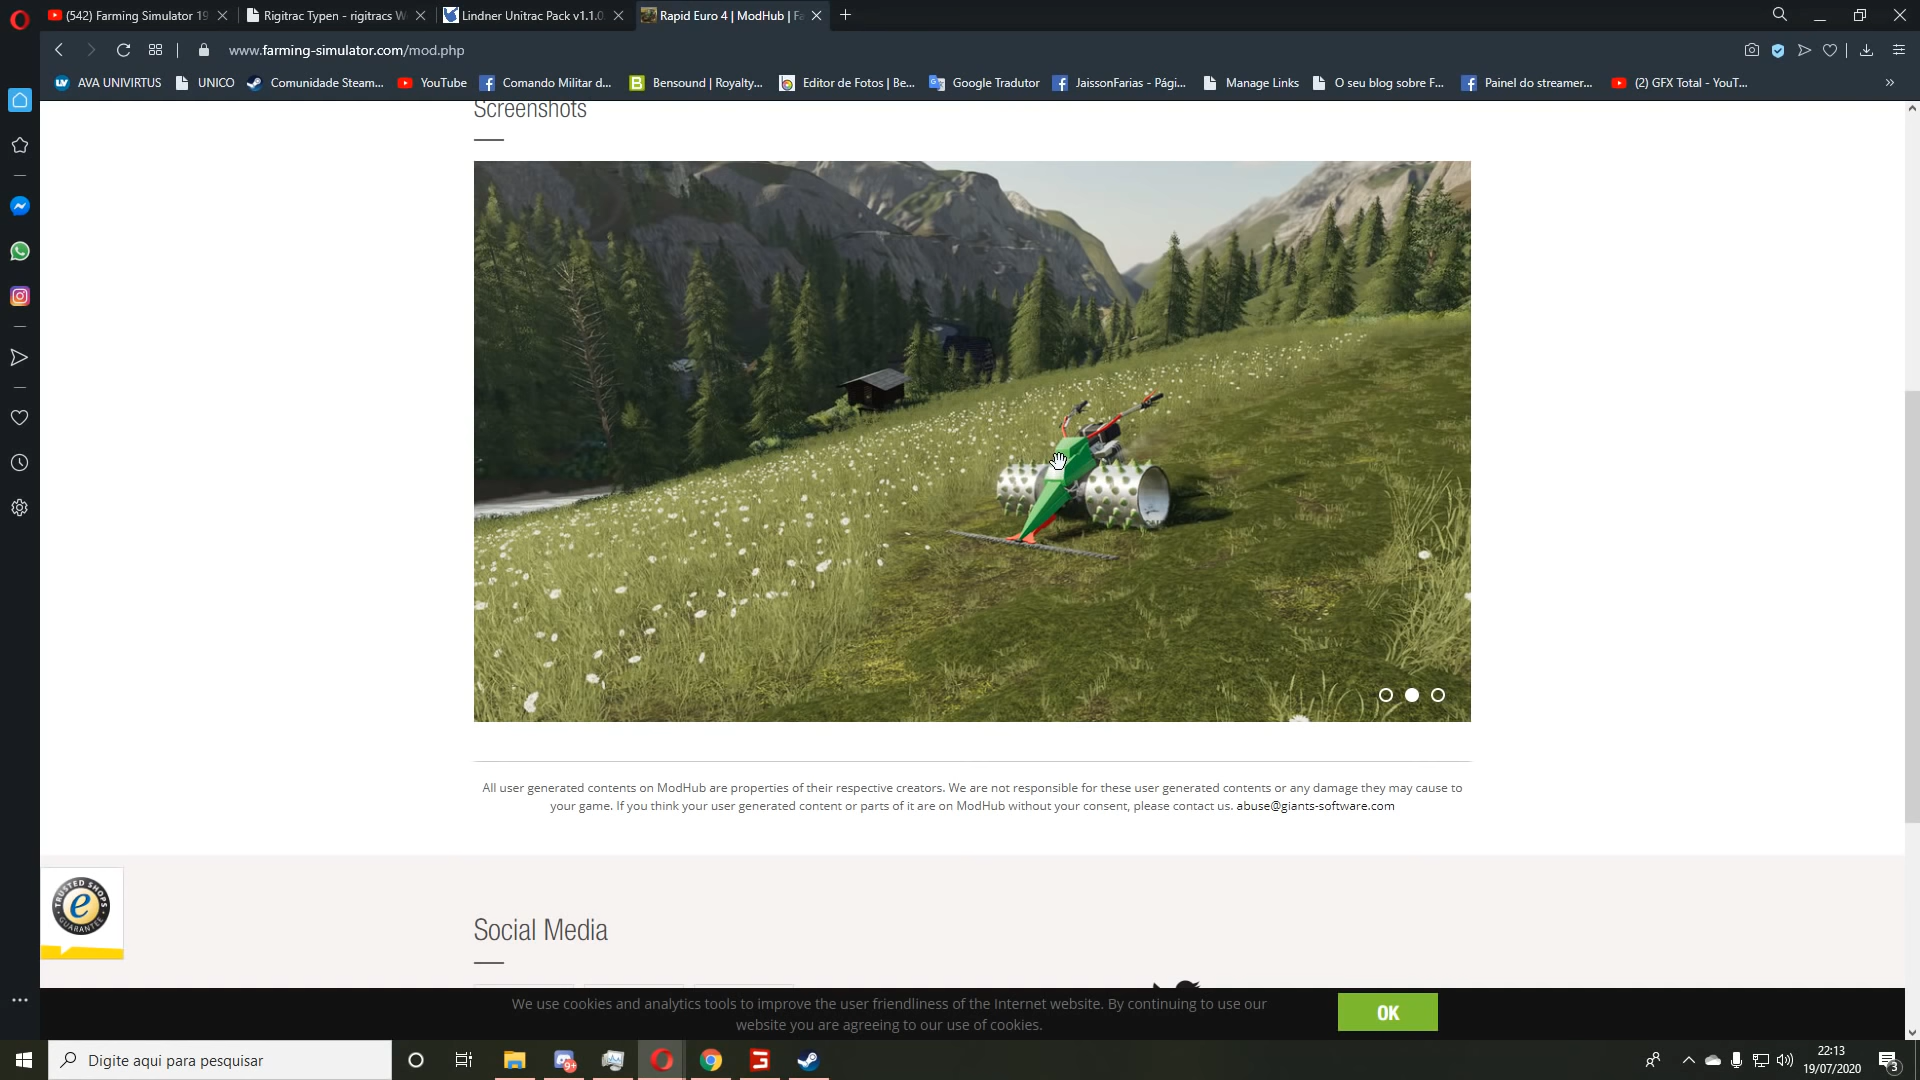 (542) Farming Simulator 19
Rigitrac Typen - rigitracs W
Lindner Unitrac Pack v1.1.0.
Rapid Euro 4 | ModHub | Fa
www.farming-simulator.com/mod.php
AVA UNIVIRTUS
UNICO
Comunidade Steam...
YouTube
Comando Militar d...
Bensound | Royalty...
Editor de Fotos | Be...
Google Tradutor
JaissonFarias - Pági...
Manage Links
O seu blog sobre F...
Painel do streamer...
(2) GFX Total - YouT...
Screenshots
All user generated contents on ModHub are properties of their respective creators. We are not responsible for these user generated contents or any damage they may cause to
your game. If you think your user generated content or parts of it are on ModHub without your consent, please contact us. abuse@giants-software.com
TRUSTED SHOPS
e
GUARANTEE
Social Media
We use cookies and analytics tools to improve the user friendliness of the Internet website. By continuing to use our
website you are agreeing to our use of cookies.
OK
Digite aqui para pesquisar
9+
22:13
19/07/2020
3